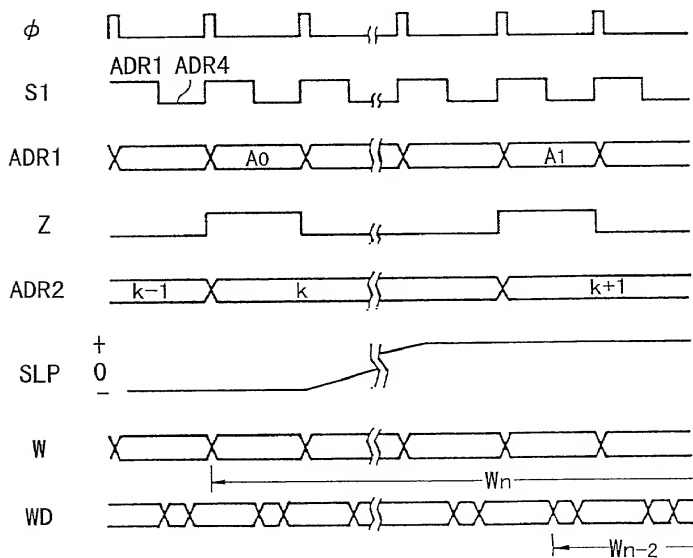 φ
ADR1 ADR4
S1
ADR1 A0 A1
Z
ADR2 k-1 k k+1
+
SLP 0
-
W
Wn
WD
Wn-2